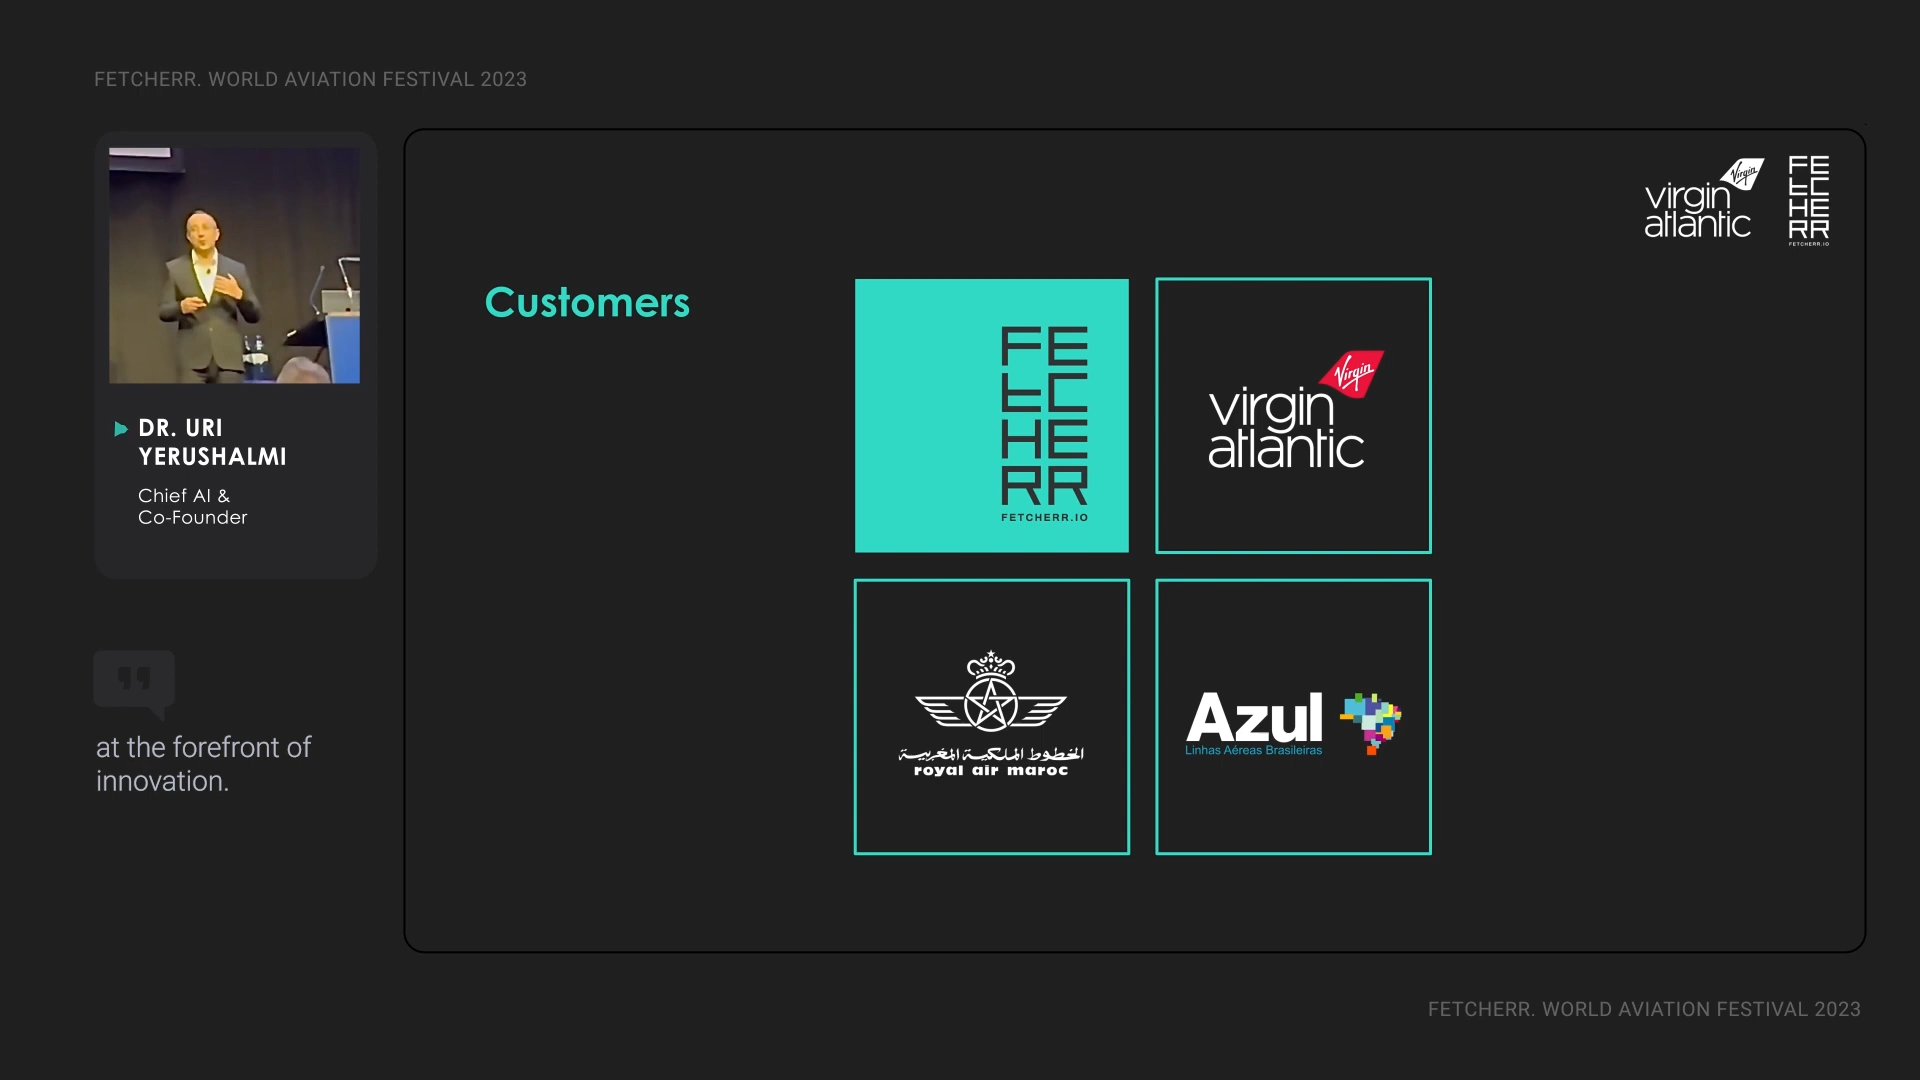 FETCHERR. WORLD AVIATION FESTIVAL 2023
DR. URI
YERUSHALMI
Chief AI &
Co-Founder
at the forefront of
innovation.
Virgin
virgin
atlantic
FE
TC
HE
RR
FETCHERR.IO
Customers
FE
TC
HE
RR
FETCHERR.IO
Virgin
virgin
atlantic
الخطوط الملكية المغربية
royal air maroc
Azul
Linhas Aéreas Brasileiras
FETCHERR. WORLD AVIATION FESTIVAL 2023